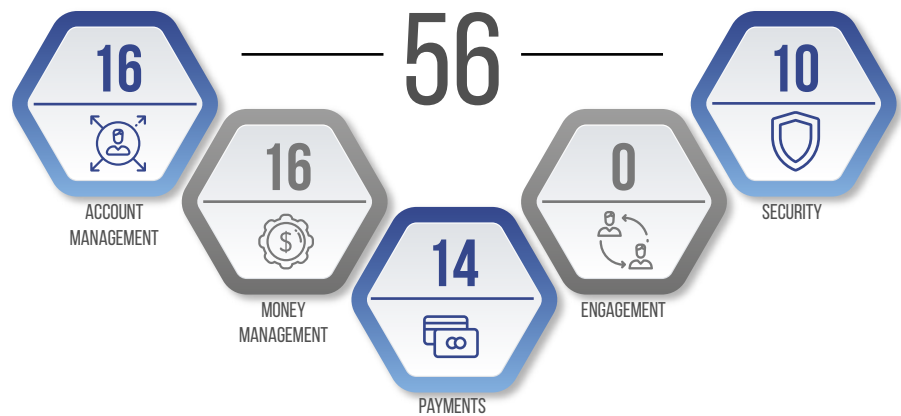 56
16
ACCOUNT
MANAGEMENT
16
$
MONEY
MANAGEMENT
14
PAYMENTS
0
ENGAGEMENT
10
SECURITY